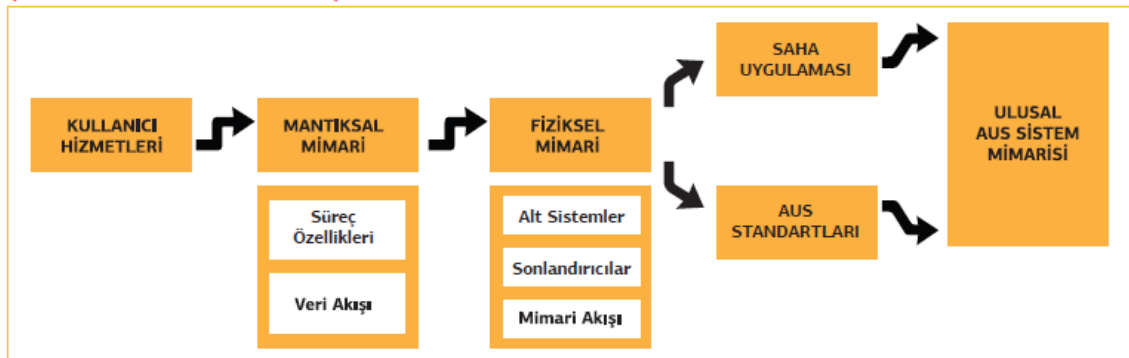 KULLANICI
HİZMETLERİ
MANTIKSAL
MİMARİ
Süreç
Özellikleri
Veri Akışı
FİZİKSEL
MİMARİ
Alt Sistemler
Sonlandırıcılar
Mimari Akışı
SAHA
UYGULAMASI
AUS
STANDARTLARI
ULUSAL
AUS SİSTEM
MİMARİSİ